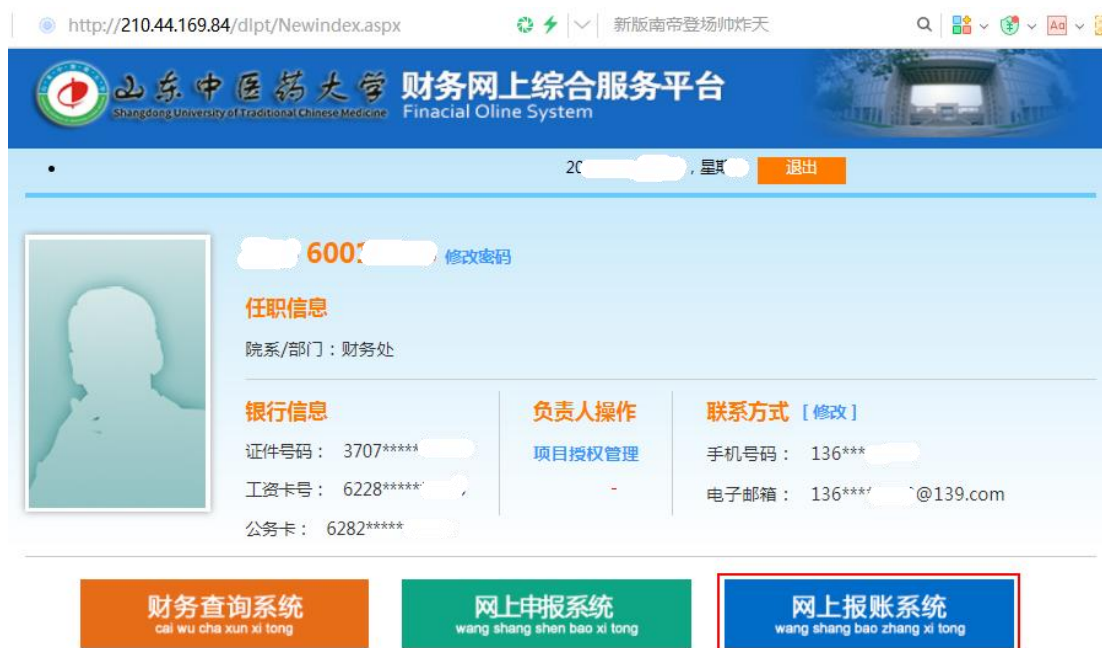 http://210.44.169.84/dlpt/Newindex.aspx 新版南帝登场帅炸天
山东中医药大学 财务网上综合服务平台
Shangdong University of Traditional Chinese Medicine Finacial Oline System
20 , 星期 退出
6002 修改密码
任职信息
院系/部门：财务处
银行信息 负责人操作 联系方式 [修改]
证件号码： 3707***** 项目授权管理 手机号码： 136***
工资卡号： 6228***** - 电子邮箱： 136**** @139.com
公务卡： 6282*****
财务查询系统 网上申报系统 网上报账系统
cai wu cha xun xi tong wang shang shen bao xi tong wang shang bao zhang xi tong